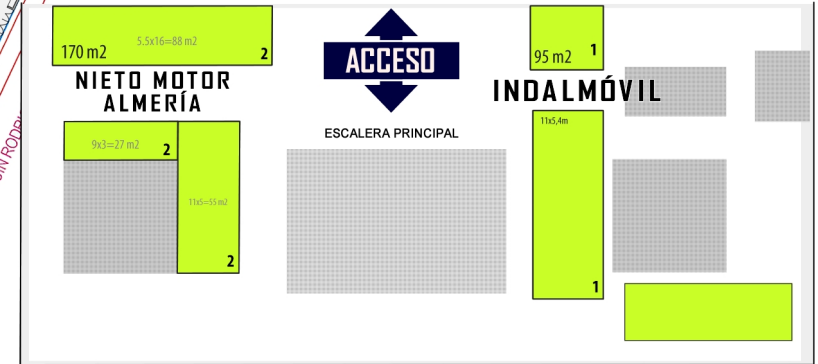 170 m2
5.5x16=88 m2
2
NIETO MOTOR
ALMERÍA
ACCESO
ESCALERA PRINCIPAL
95 m2
1
INDALMÓVIL
9x3=27 m2
2
11x5=55 m2
2
11x5,4m
1